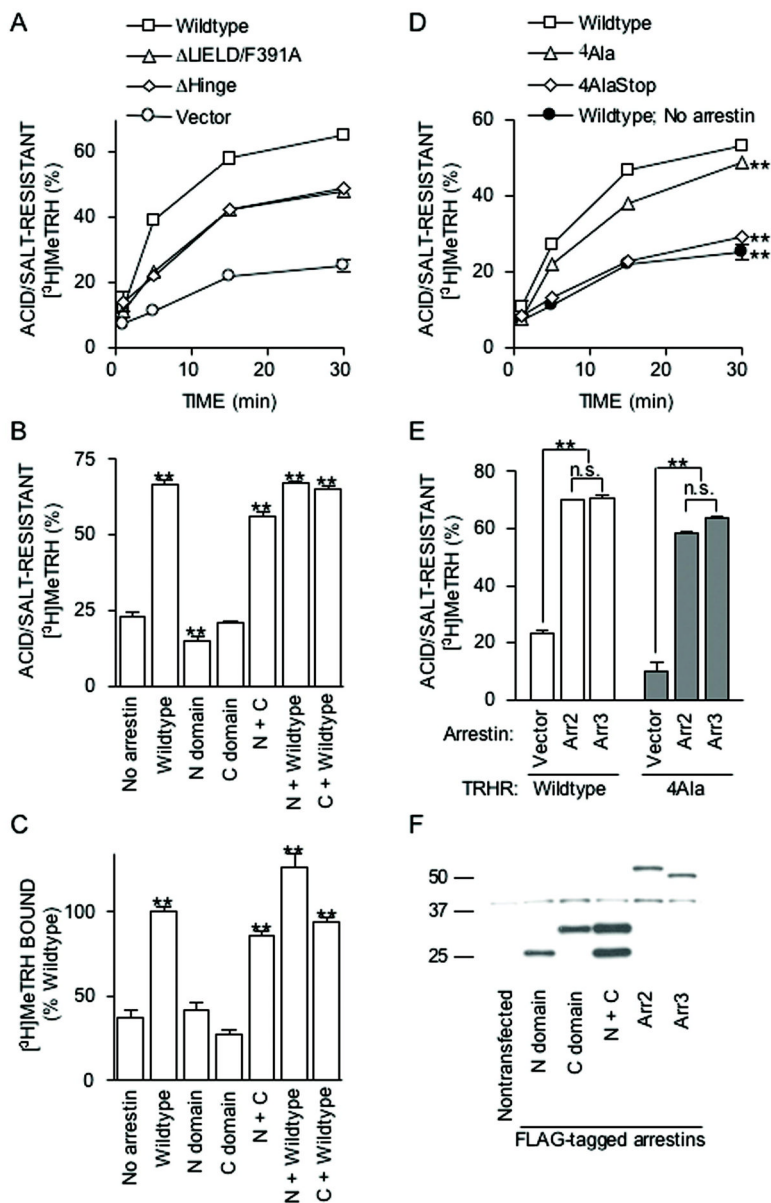 A
Wildtype
ΔLIELD/F391A
ΔHinge
Vector
ACID/SALT-RESISTANT
[³H]MeTRH (%)
60
40
20
0
0
10
20
30
TIME (min)
B
ACID/SALT-RESISTANT
[³H]MeTRH (%)
75
50
25
0
**
**
**
**
**
No arrestin
Wildtype
N domain
C domain
N + C
N + Wildtype
C + Wildtype
C
[³H]MeTRH BOUND
(% Wildtype)
100
50
0
**
**
**
**
No arrestin
Wildtype
N domain
C domain
N + C
N + Wildtype
C + Wildtype
D
Wildtype
4Ala
4AlaStop
Wildtype; No arrestin
ACID/SALT-RESISTANT
[³H]MeTRH (%)
60
40
20
0
**
**
**
0
10
20
30
TIME (min)
E
ACID/SALT-RESISTANT
[³H]MeTRH (%)
80
60
40
20
0
**
n.s.
**
n.s.
Arrestin:
Vector
Arr2
Arr3
Vector
Arr2
Arr3
TRHR: Wildtype 4Ala
F
50
37
25
Nontransfected
N domain
C domain
N + C
Arr2
Arr3
FLAG-tagged arrestins